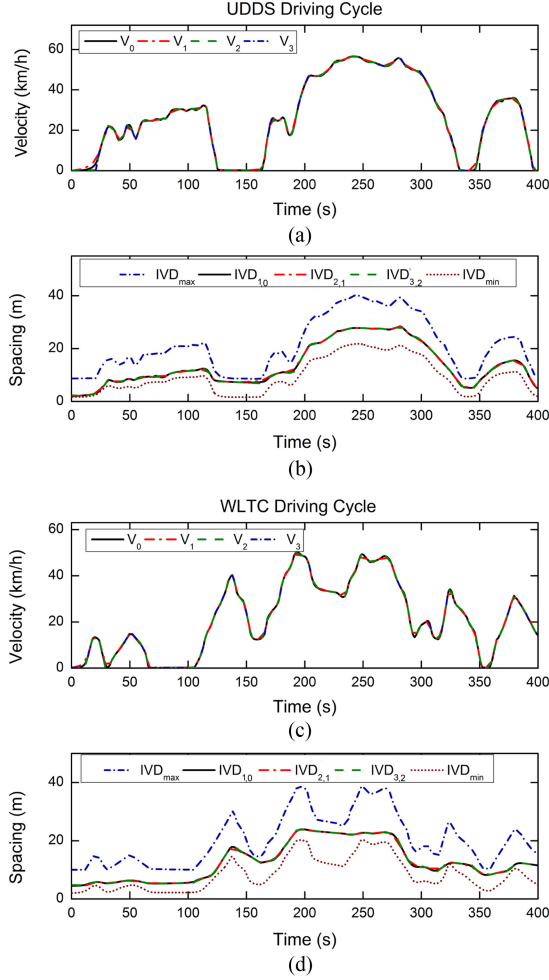 UDDS Driving Cycle
V0 V1 V2 V3
Velocity (km/h)
60
40
20
0
0 50 100 150 200 250 300 350 400
Time (s)
(a)
IVDmax IVD1,0 IVD2,1 IVD3,2 IVDmin
Spacing (m)
40
20
0
0 50 100 150 200 250 300 350 400
Time (s)
(b)
WLTC Driving Cycle
V0 V1 V2 V3
Velocity (km/h)
60
40
20
0
0 50 100 150 200 250 300 350 400
Time (s)
(c)
IVDmax IVD1,0 IVD2,1 IVD3,2 IVDmin
Spacing (m)
40
20
0
0 50 100 150 200 250 300 350 400
Time (s)
(d)